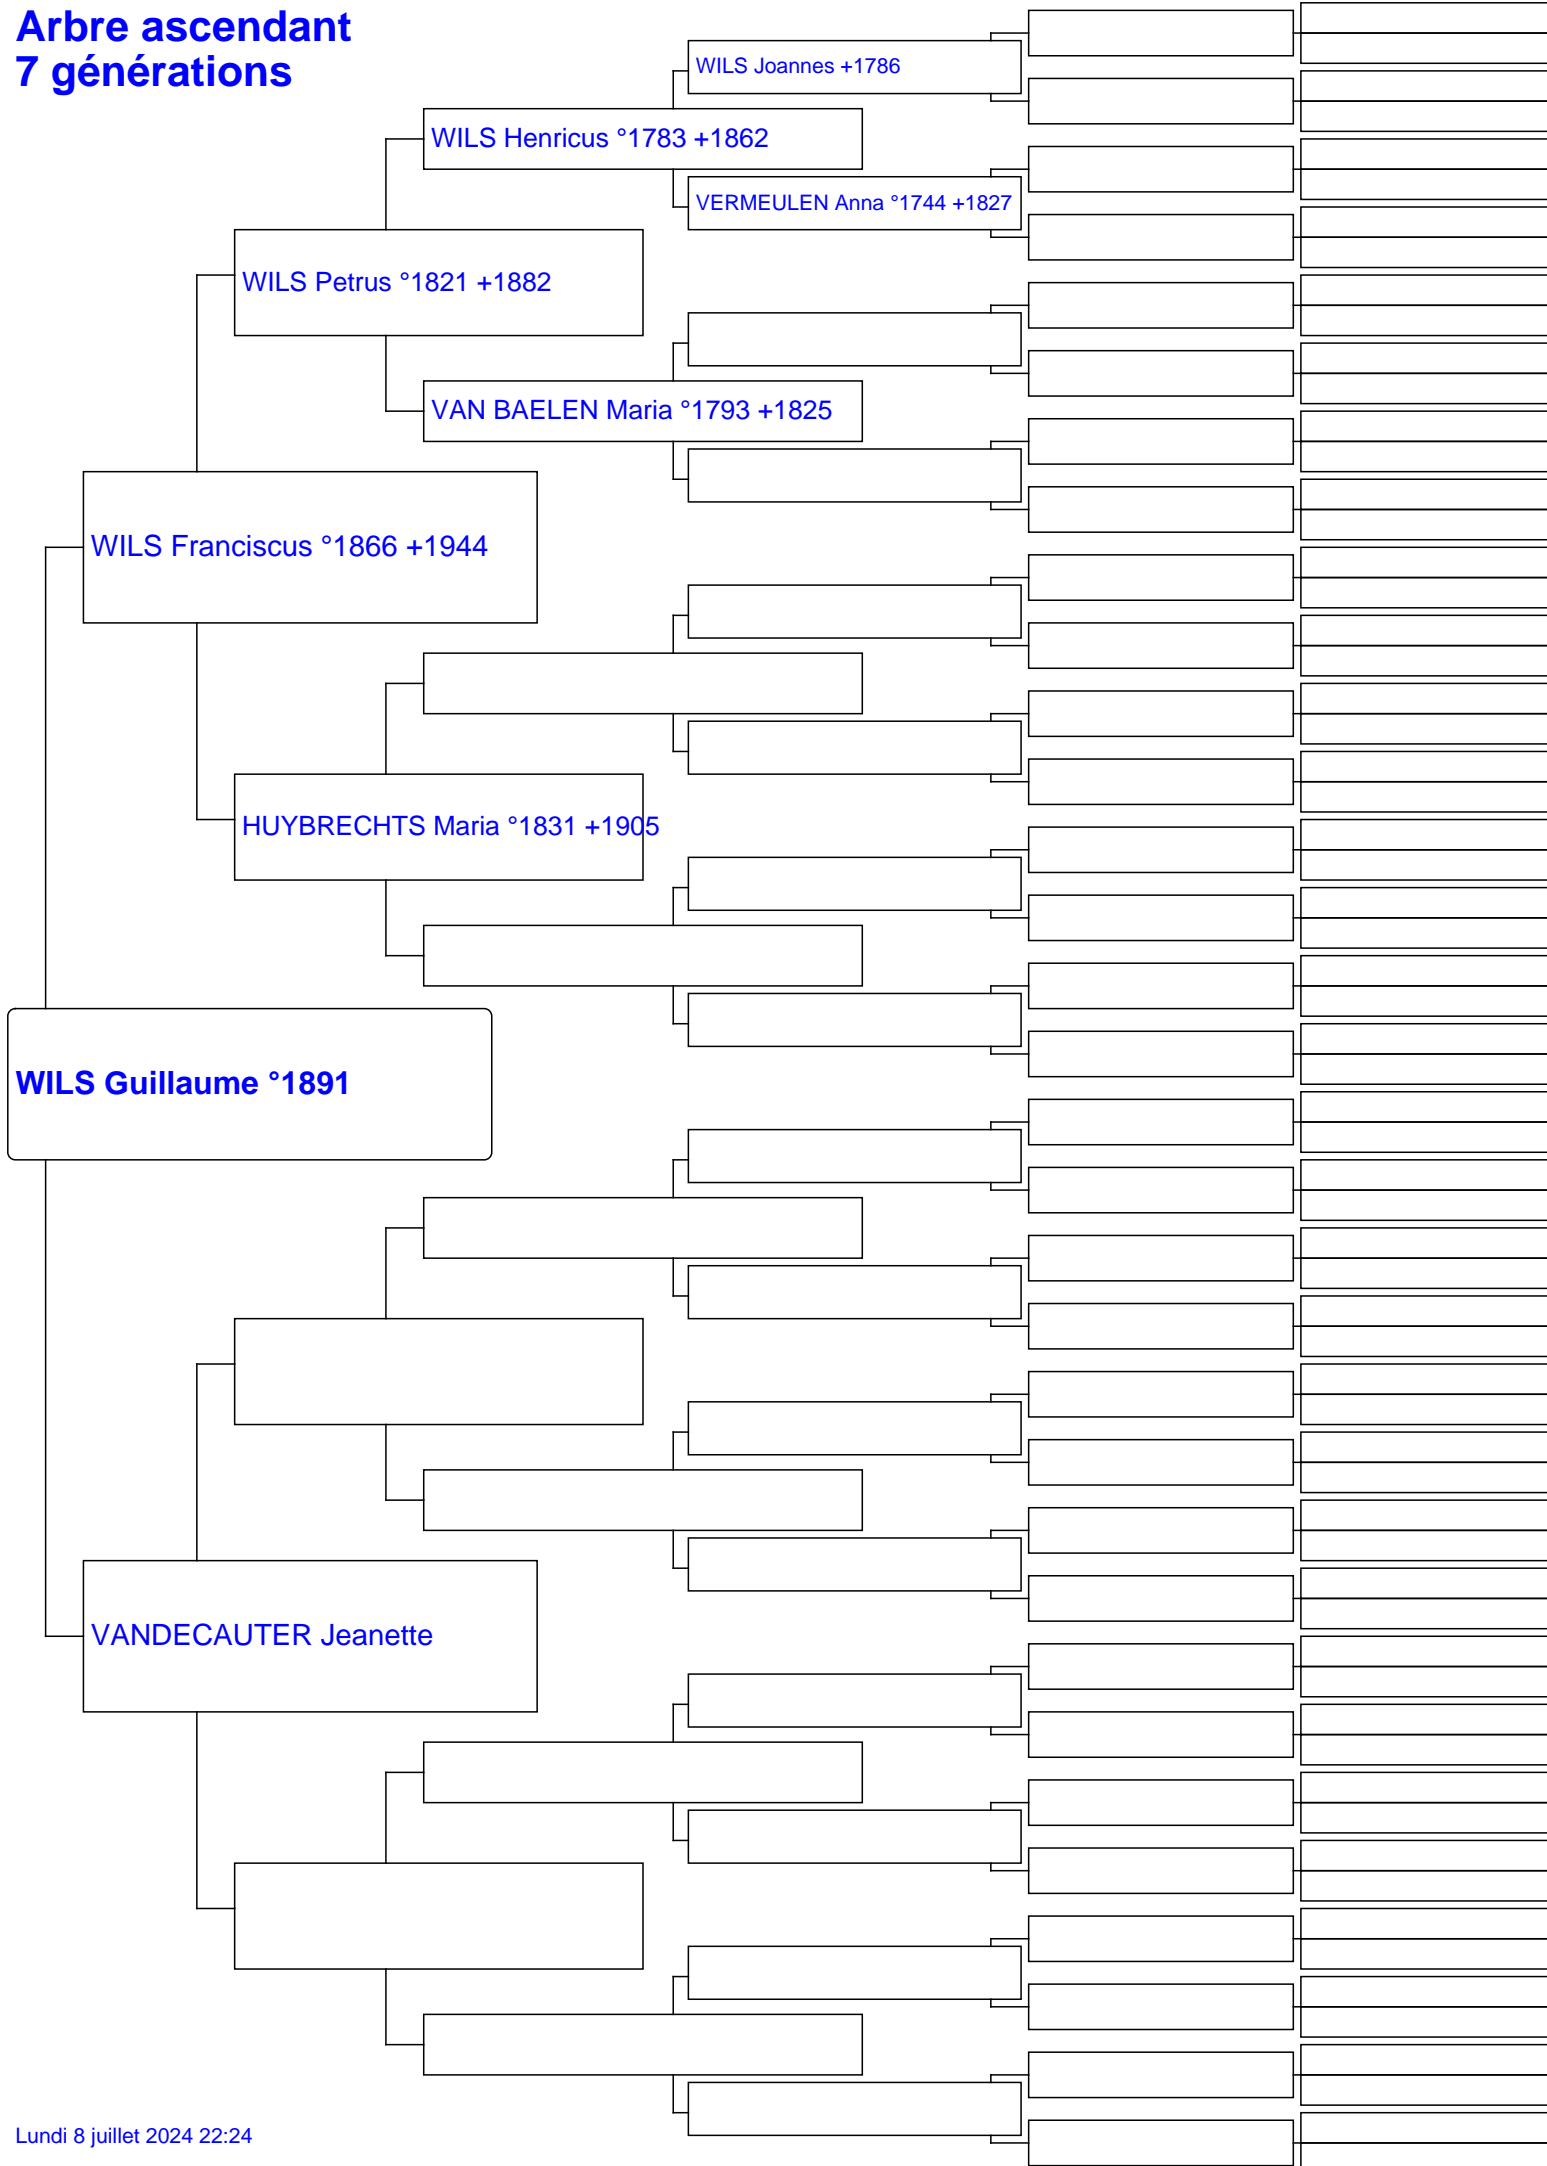 Arbre ascendant
7 générations
WILS Joannes +1786
WILS Henricus °1783 +1862
VERMEULEN Anna °1744 +1827
WILS Petrus °1821 +1882
VAN BAELEN Maria °1793 +1825
WILS Franciscus °1866 +1944
HUYBRECHTS Maria °1831 +1905
WILS Guillaume °1891
VANDECAUTER Jeanette
Lundi 8 juillet 2024 22:24